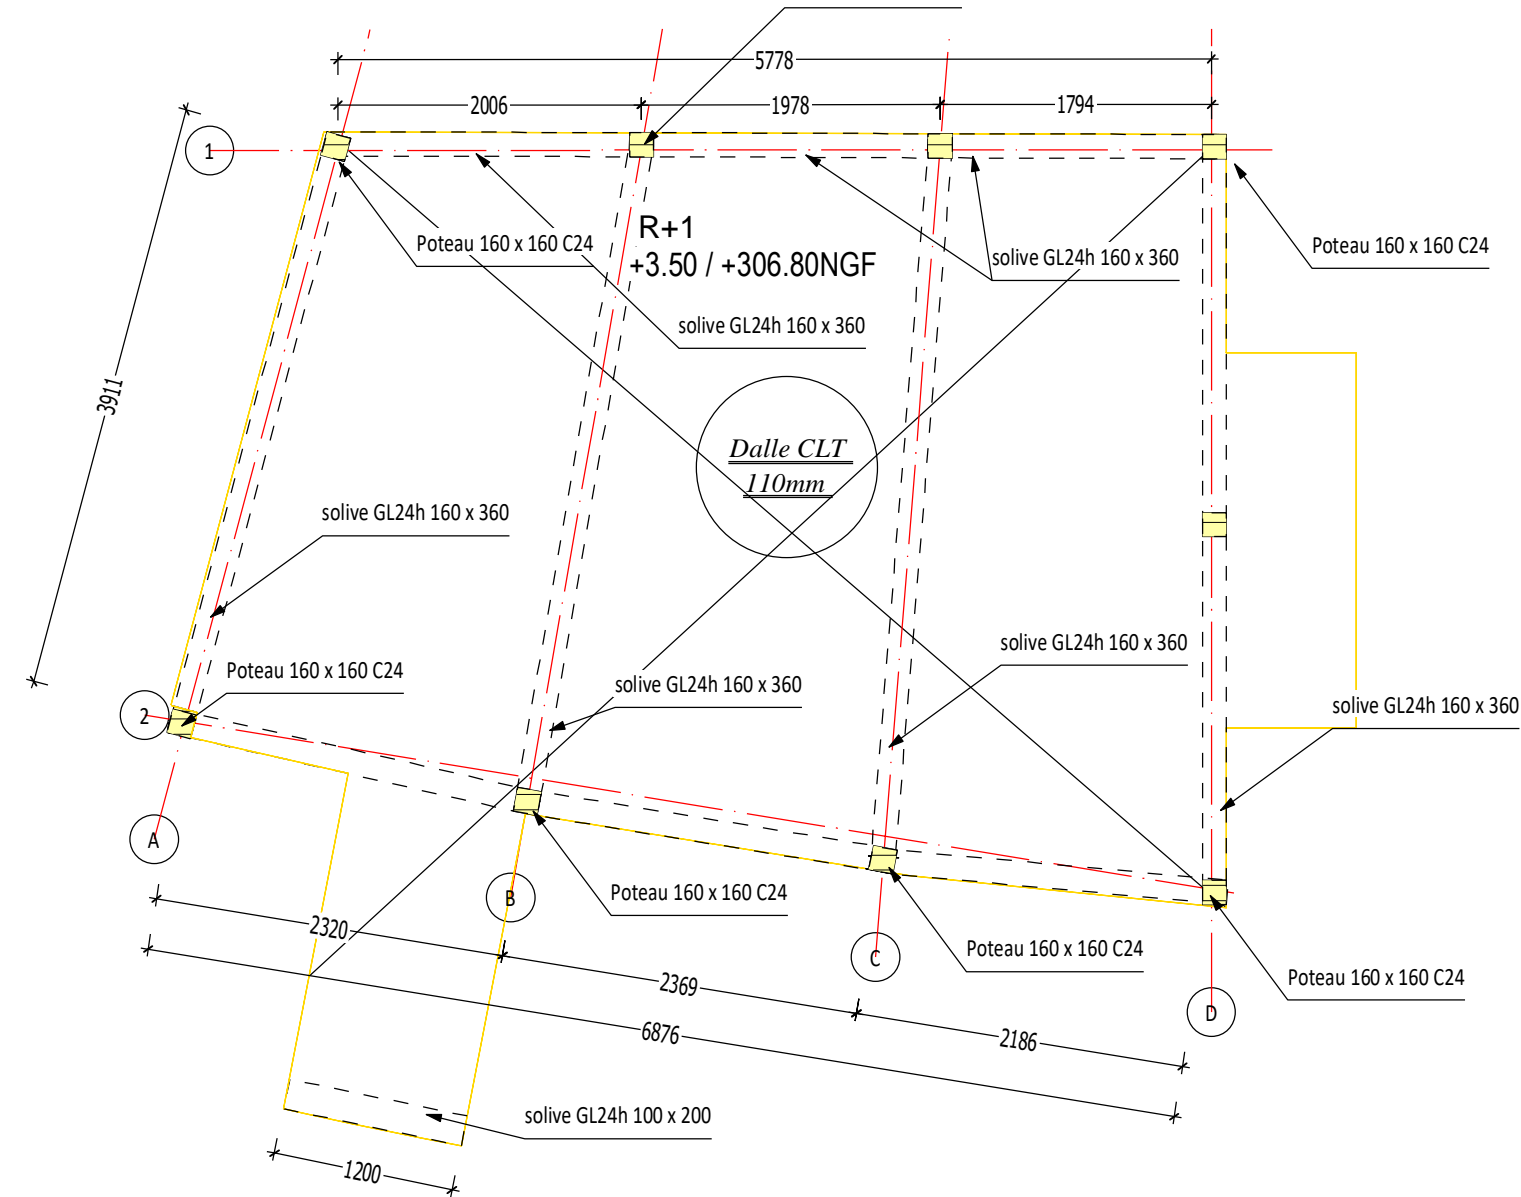 5778
2006
1978
1794
1
Poteau 160 x 160 C24
R+1
+3.50 / +306.80NGF
solive GL24h 160 x 360
Poteau 160 x 160 C24
solive GL24h 160 x 360
3911
Dalle CLT
110mm
solive GL24h 160 x 360
solive GL24h 160 x 360
Poteau 160 x 160 C24
solive GL24h 160 x 360
solive GL24h 160 x 360
2
A
B
Poteau 160 x 160 C24
C
Poteau 160 x 160 C24
Poteau 160 x 160 C24
D
2320
2369
2186
6876
solive GL24h 100 x 200
1200